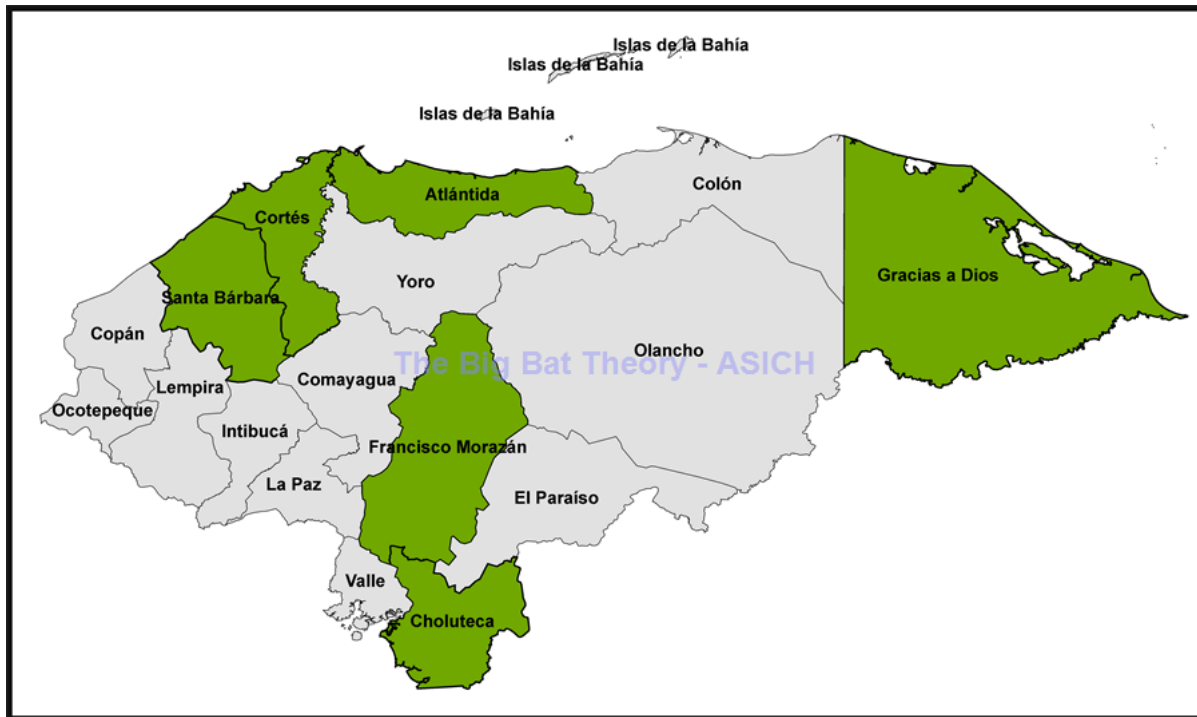 Islas de la Bahía
Islas de la Bahía
Islas de la Bahía
Colón
Atlántida
Cortés
Gracias a Dios
Yoro
Santa Bárbara
Copán
Olancho
The Big Bat Theory - ASICH
Comayagua
Lempira
Ocotepeque
Intibucá
Francisco Morazán
La Paz
El Paraíso
Valle
Choluteca